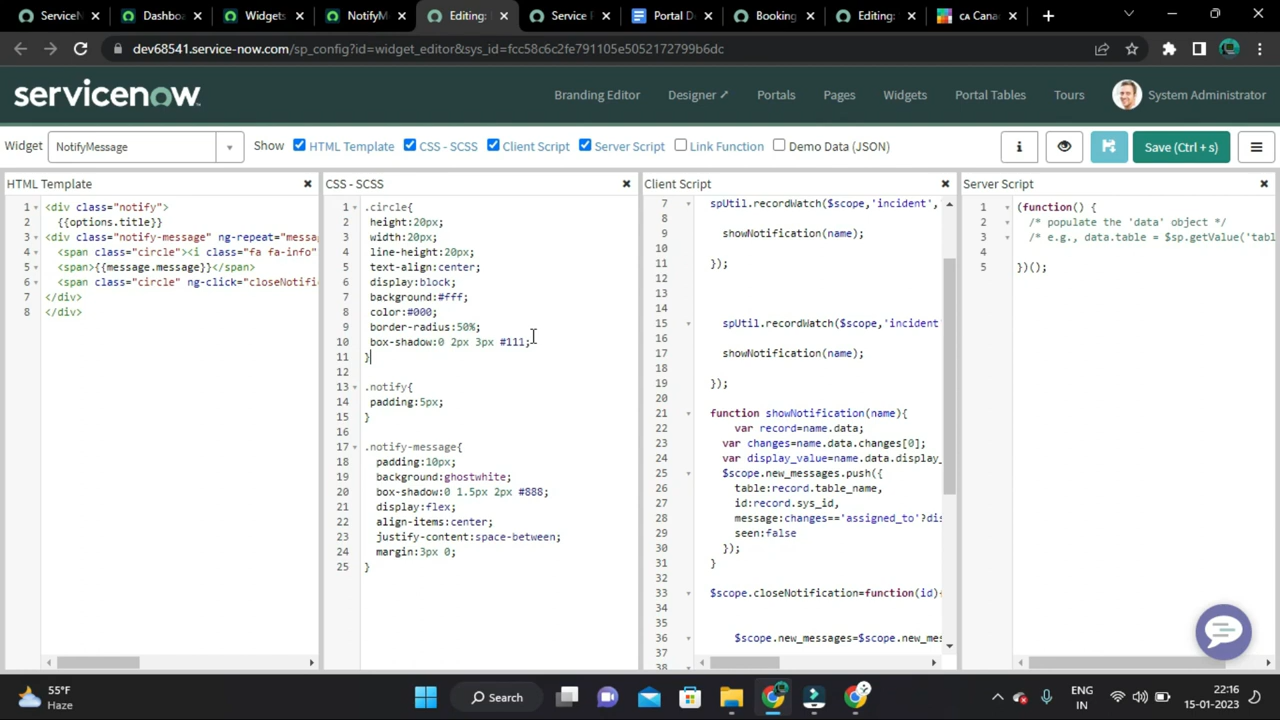 ServiceN
Dashbo
Widgets
NotifyM
Editing:
Service P
Portal D
Booking
Editing:
cA Cana
dev68541.service-now.com/sp_config?id=widget_editor&sys_id=fcc58c6c2fe791105e5052172799b6dc
servicenow
Branding Editor
Designer
Portals
Pages
Widgets
Portal Tables
Tours
System Administrator
Widget
NotifyMessage
Show
HTML Template
CSS - SCSS
Client Script
Server Script
Link Function
Demo Data (JSON)
Save (Ctrl + s)
HTML Template
1 <div class="notify">
2 {{options.title}}
3 <div class="notify-message" ng-repeat="messa
4 <span class="circle"><i class="fa fa-info"
5 <span>{{message.message}}</span>
6 <span class="circle" ng-click="closeNotifi
7 </div>
8 </div>
CSS - SCSS
1 .circle{
2 height:20px;
3 width:20px;
4 line-height:20px;
5 text-align:center;
6 display:block;
7 background:#fff;
8 color:#000;
9 border-radius:50%;
10 box-shadow:0 2px 3px #111;
11 }
12
13 .notify{
14 padding:5px;
15 }
16
17 .notify-message{
18 padding:10px;
19 background:ghostwhite;
20 box-shadow:0 1.5px 2px #888;
21 display:flex;
22 align-items:center;
23 justify-content:space-between;
24 margin:3px 0;
25 }
Client Script
7 spUtil.recordWatch($scope,'incident',
8
9 showNotification(name);
10
11 });
12
13
14
15 spUtil.recordWatch($scope,'incident'
16
17 showNotification(name);
18
19 });
20
21 function showNotification(name){
22 var record=name.data;
23 var changes=name.data.changes[0];
24 var display_value=name.data.display_
25 $scope.new_messages.push({
26 table:record.table_name,
27 id:record.sys_id,
28 message:changes=='assigned_to'?dis
29 seen:false
30 });
31 }
32
33 $scope.closeNotification=function(id){
34
35
36 $scope.new_messages=$scope.new_mes
37
38
Server Script
1 (function() {
2 /* populate the 'data' object */
3 /* e.g., data.table = $sp.getValue('tabl
4
5 })();
55°F
Haze
Search
ENG
IN
22:16
15-01-2023